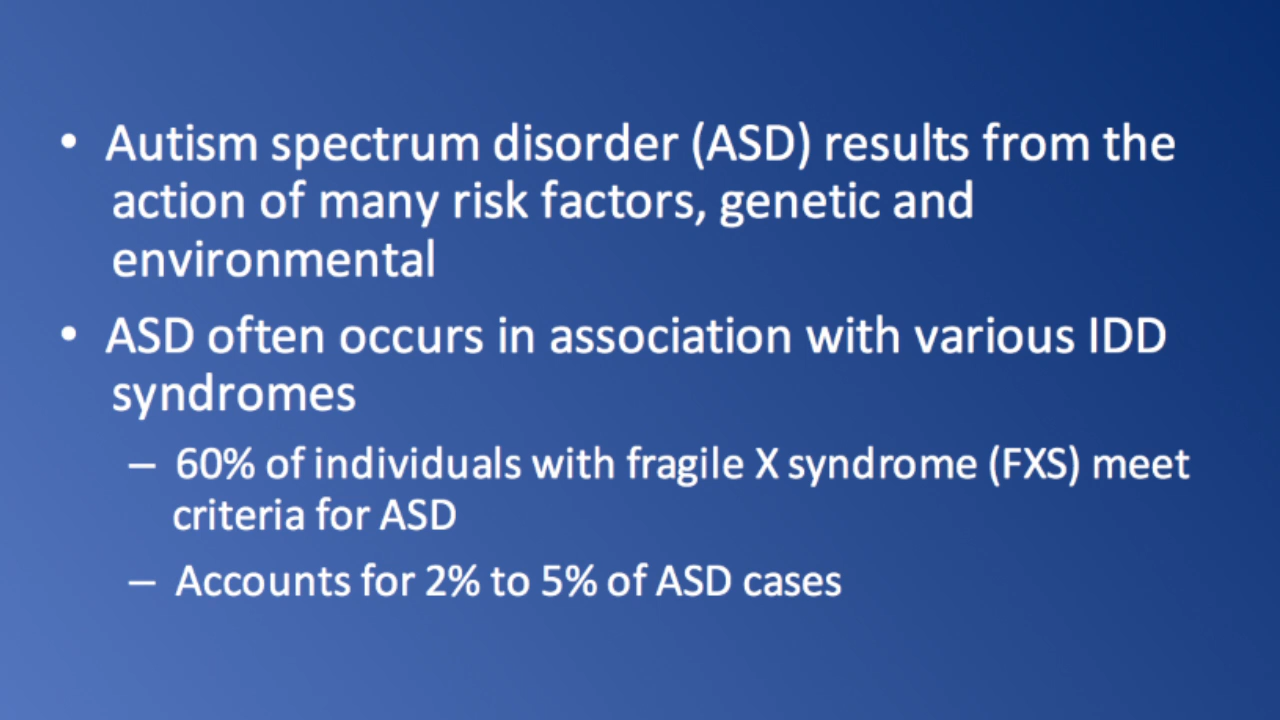 • Autism spectrum disorder (ASD) results from the
action of many risk factors, genetic and
environmental
• ASD often occurs in association with various IDD
syndromes
– 60% of individuals with fragile X syndrome (FXS) meet
criteria for ASD
– Accounts for 2% to 5% of ASD cases